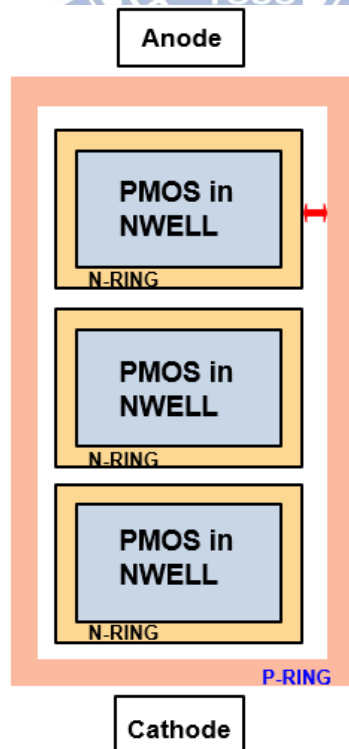 Anode
PMOS in
NWELL
N-RING
PMOS in
NWELL
N-RING
PMOS in
NWELL
N-RING
P-RING
Cathode